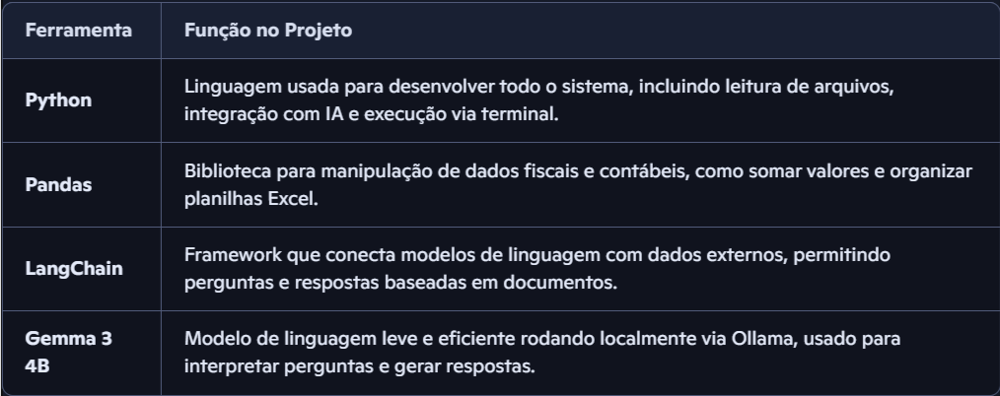 Ferramenta
Função no Projeto
Python
Linguagem usada para desenvolver todo o sistema, incluindo leitura de arquivos,
integração com IA e execução via terminal.
Pandas
Biblioteca para manipulação de dados fiscais e contábeis, como somar valores e organizar
planilhas Excel.
LangChain
Framework que conecta modelos de linguagem com dados externos, permitindo
perguntas e respostas baseadas em documentos.
Gemma 3
4B
Modelo de linguagem leve e eficiente rodando localmente via Ollama, usado para
interpretar perguntas e gerar respostas.